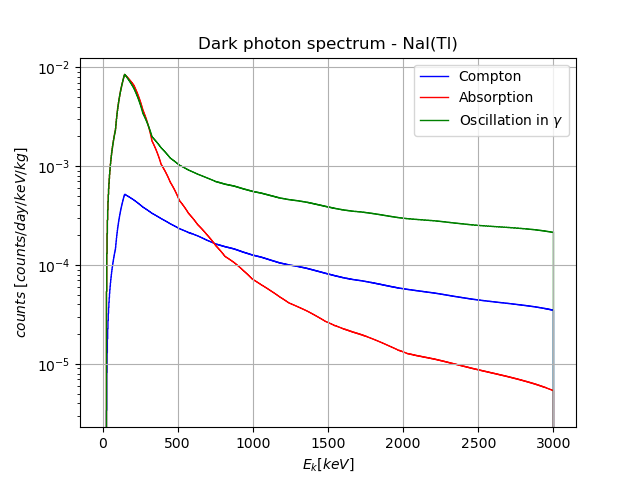 Dark photon spectrum - NaI(Tl)
Compton
Absorption
Oscillation in γ
10⁻²
10⁻³
10⁻⁴
10⁻⁵
counts [counts/day/keV/kg]
0 500 1000 1500 2000 2500 3000
E_k[keV]